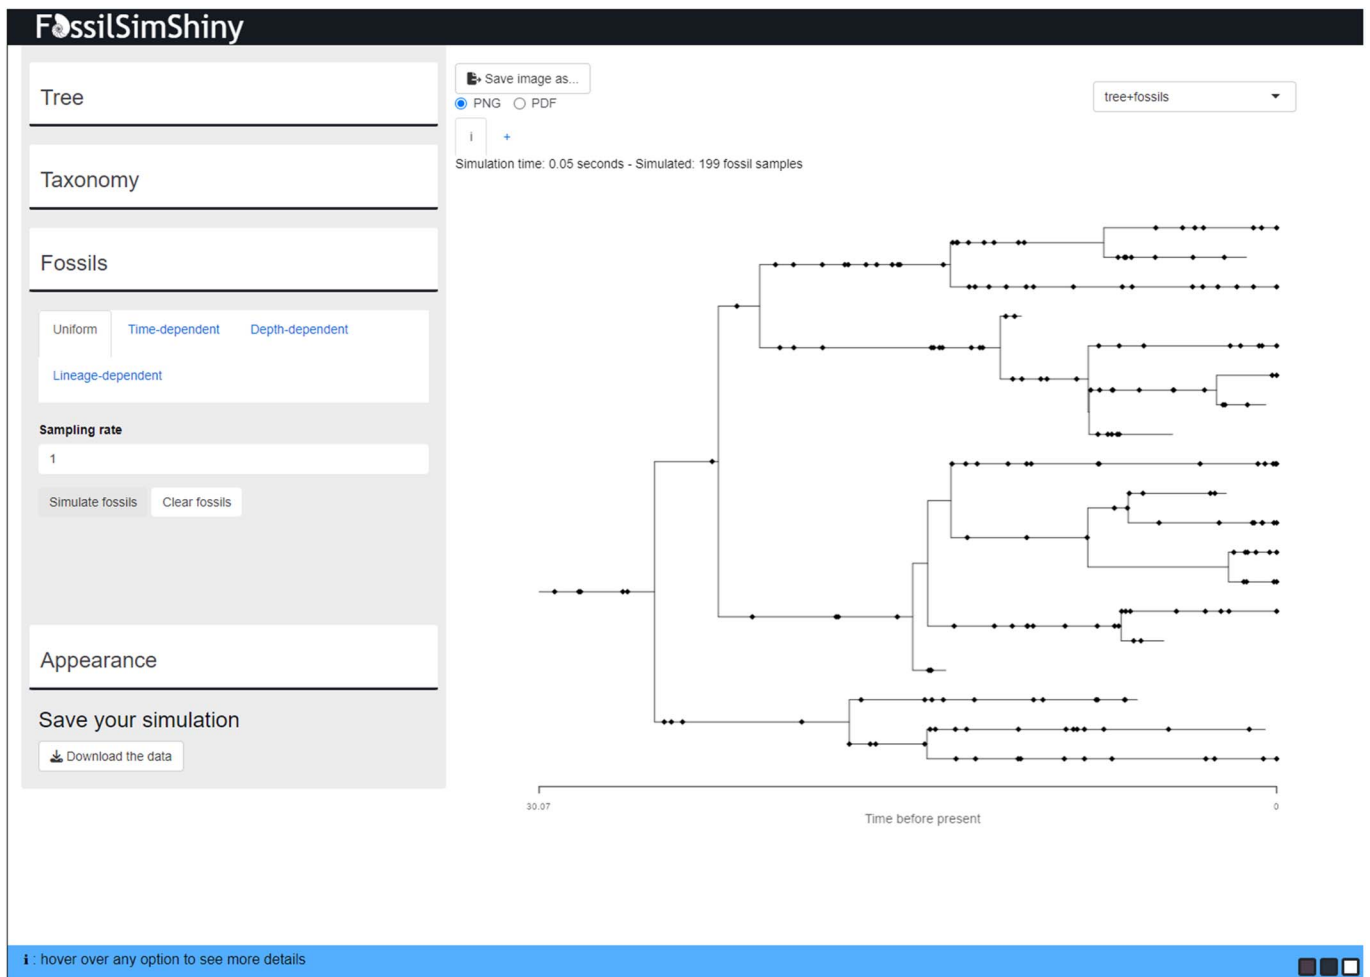 FossilSimShiny
Tree
Taxonomy
Fossils
Uniform
Time-dependent
Depth-dependent
Lineage-dependent
Sampling rate
1
Simulate fossils
Clear fossils
Appearance
Save your simulation
Download the data
Save image as...
PNG
PDF
tree+fossils
i
+
Simulation time: 0.05 seconds - Simulated: 199 fossil samples
30.07
0
Time before present
i : hover over any option to see more details